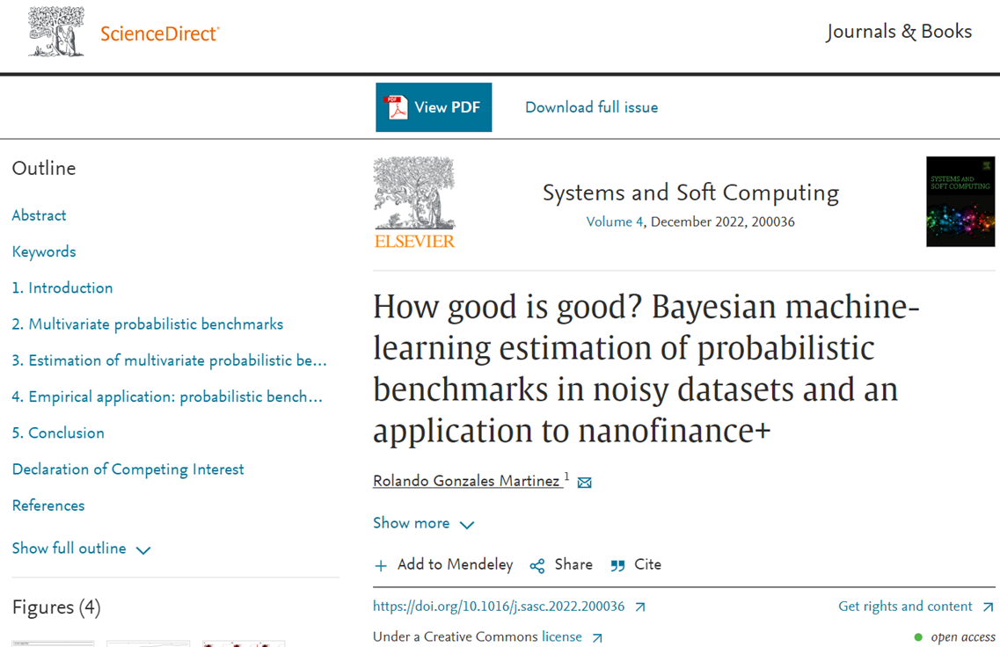 ScienceDirect
Journals & Books
View PDF
Download full issue
Outline
Abstract
Keywords
1. Introduction
2. Multivariate probabilistic benchmarks
3. Estimation of multivariate probabilistic be...
4. Empirical application: probabilistic bench...
5. Conclusion
Declaration of Competing Interest
References
Show full outline
Figures (4)
ELSEVIER
Systems and Soft Computing
Volume 4, December 2022, 200036
SYSTEMS AND
SOFT COMPUTING
How good is good? Bayesian machine-
learning estimation of probabilistic
benchmarks in noisy datasets and an
application to nanofinance+
Rolando Gonzales Martinez 1
Show more
+ Add to Mendeley Share Cite
https://doi.org/10.1016/j.sasc.2022.200036
Get rights and content
Under a Creative Commons license
open access